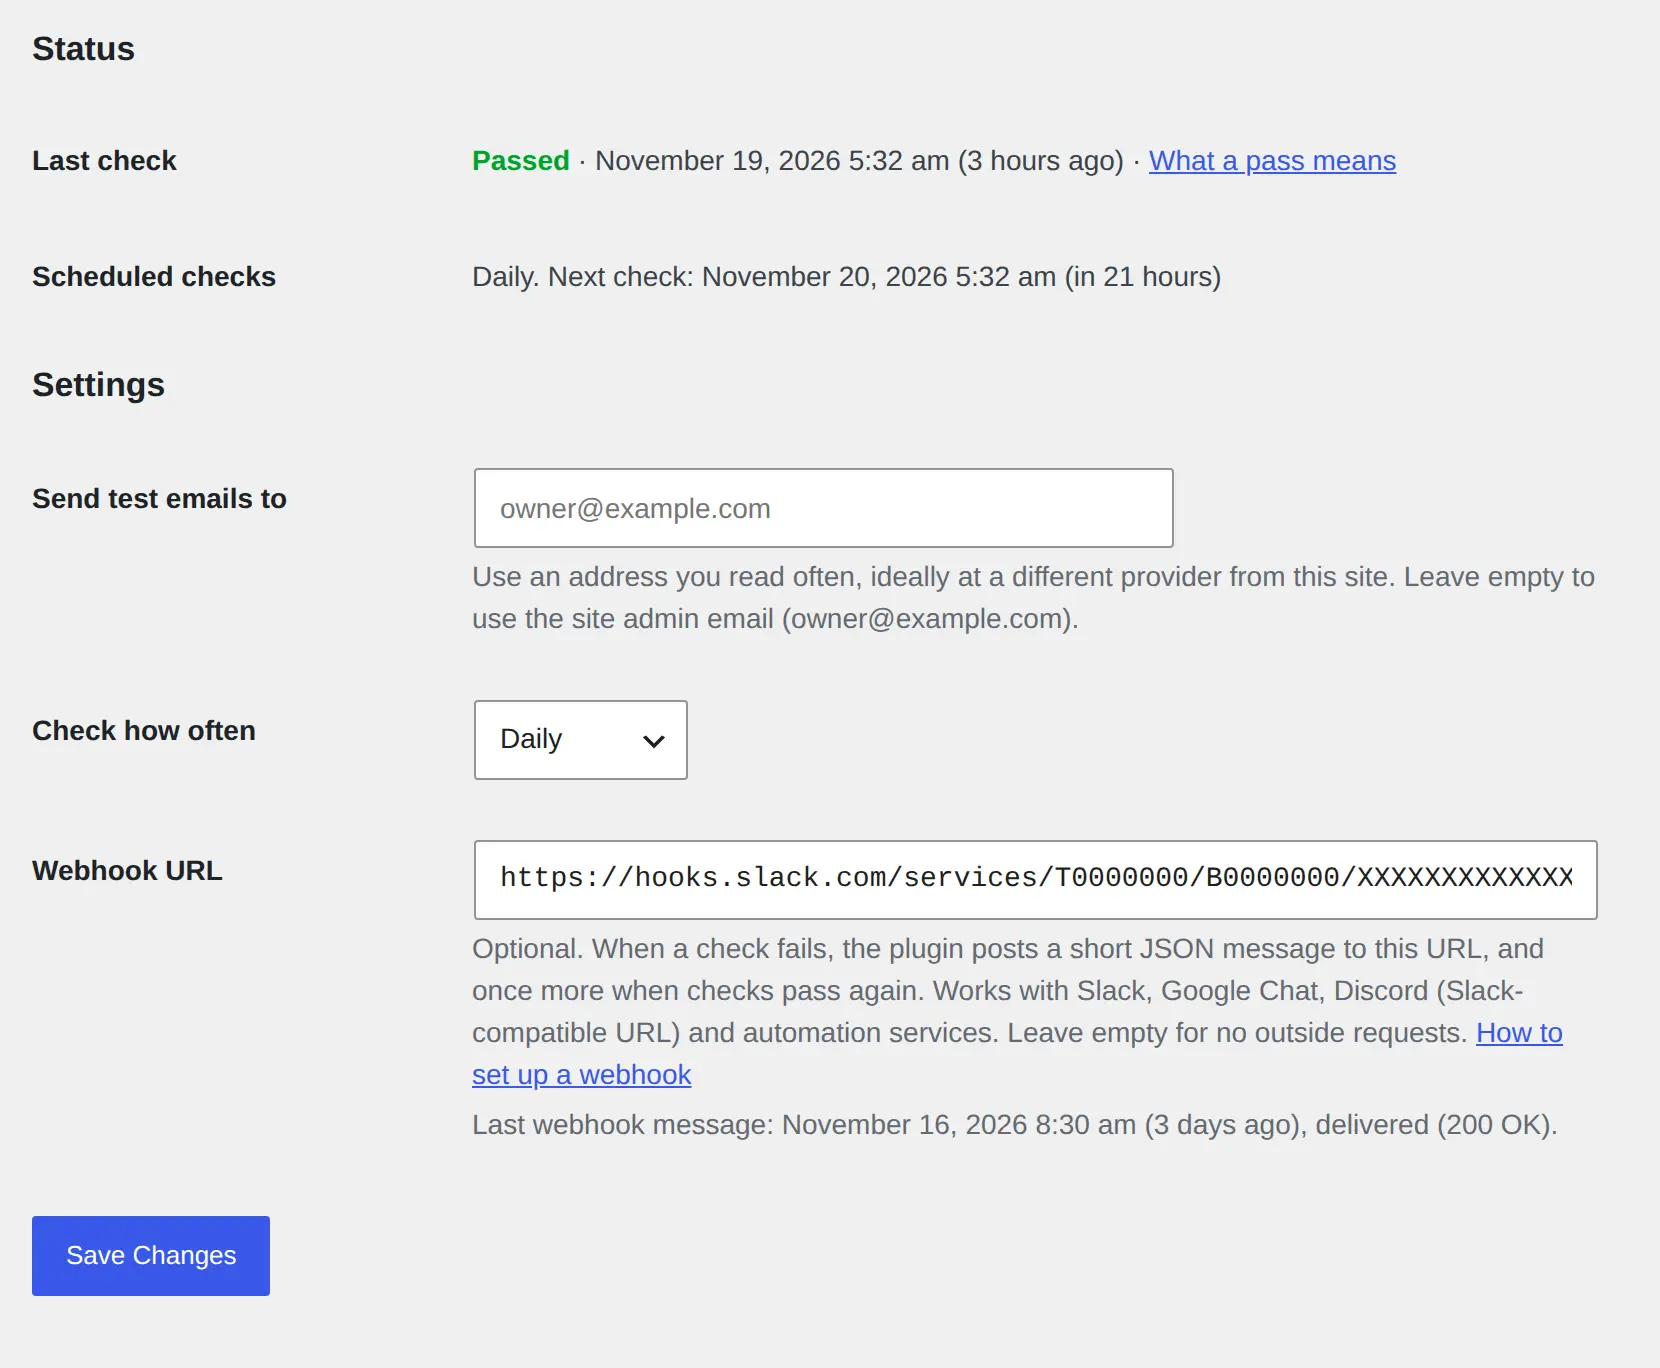 Status
Last check
Passed · November 19, 2026 5:32 am (3 hours ago) · What a pass means
Scheduled checks
Daily. Next check: November 20, 2026 5:32 am (in 21 hours)
Settings
Send test emails to
owner@example.com
Use an address you read often, ideally at a different provider from this site. Leave empty to
use the site admin email (owner@example.com).
Check how often
Daily
Webhook URL
https://hooks.slack.com/services/T0000000/B0000000/XXXXXXXXXXXXX
Optional. When a check fails, the plugin posts a short JSON message to this URL, and
once more when checks pass again. Works with Slack, Google Chat, Discord (Slack-
compatible URL) and automation services. Leave empty for no outside requests. How to
set up a webhook
Last webhook message: November 16, 2026 8:30 am (3 days ago), delivered (200 OK).
Save Changes